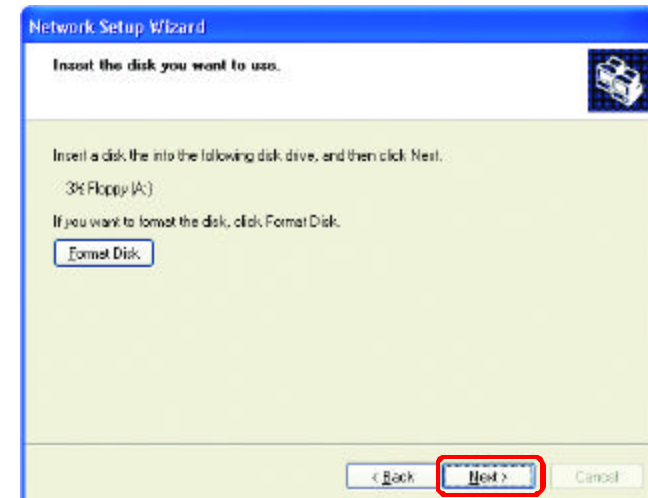 Network Setup Wizard
Insert the disk you want to use.
Insert a disk the into the following disk drive, and then click Next.
3½ Floppy (A:)
If you want to format the disk, click Format Disk.
Format Disk
< Back
Next >
Cancel